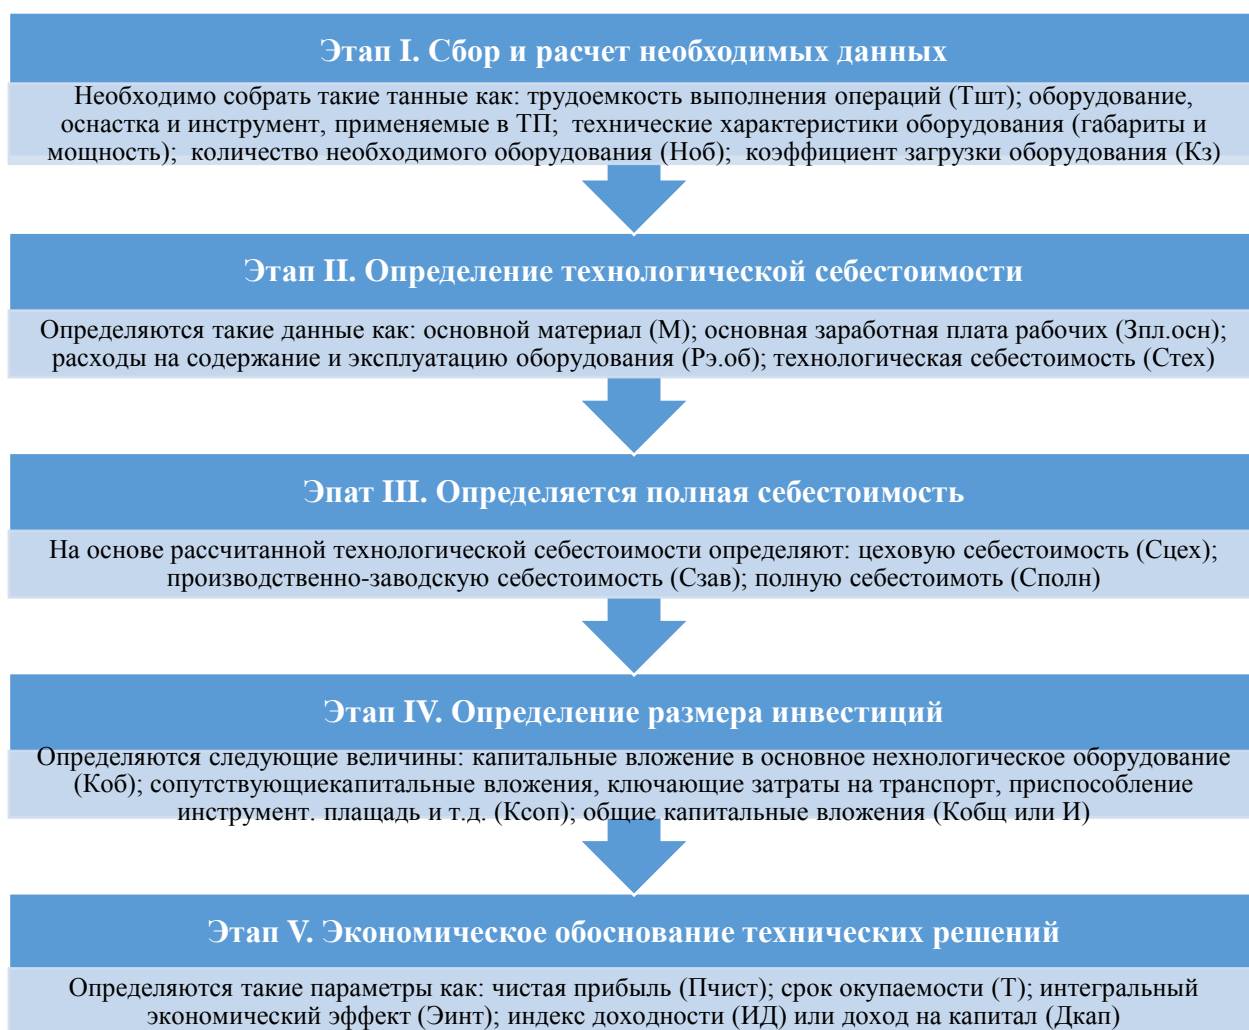 Этап I. Сбор и расчет необходимых данных
Необходимо собрать такие танные как: трудоемкость выполнения операций (Тшт); оборудование,
оснастка и инструмент, применяемые в ТП; технические характеристики оборудования (габариты и
мощность); количество необходимого оборудования (Ноб); коэффициент загрузки оборудования (Кз)
Этап II. Определение технологической себестоимости
Определяются такие данные как: основной материал (М); основная заработная плата рабочих (Зпл.осн);
расходы на содержание и эксплуатацию оборудования (Рэ.об); технологическая себестоимость (Стех)
Эпат III. Определяется полная себестоимость
На основе рассчитанной технологической себестоимости определяют: цеховую себестоимость (Сцех);
производственно-заводскую себестоимость (Сзав); полную себестоимоть (Сполн)
Этап IV. Определение размера инвестиций
Определяются следующие величины: капитальные вложение в основное нехнологическое оборудование
(Коб); сопутствующиекапитальные вложения, ключающие затраты на транспорт, приспособление
инструмент. плащадь и т.д. (Ксоп); общие капитальные вложения (Кобщ или И)
Этап V. Экономическое обоснование технических решений
Определяются такие параметры как: чистая прибыль (Пчист); срок окупаемости (Т); интегральный
экономический эффект (Эинт); индекс доходности (ИД) или доход на капитал (Дкап)